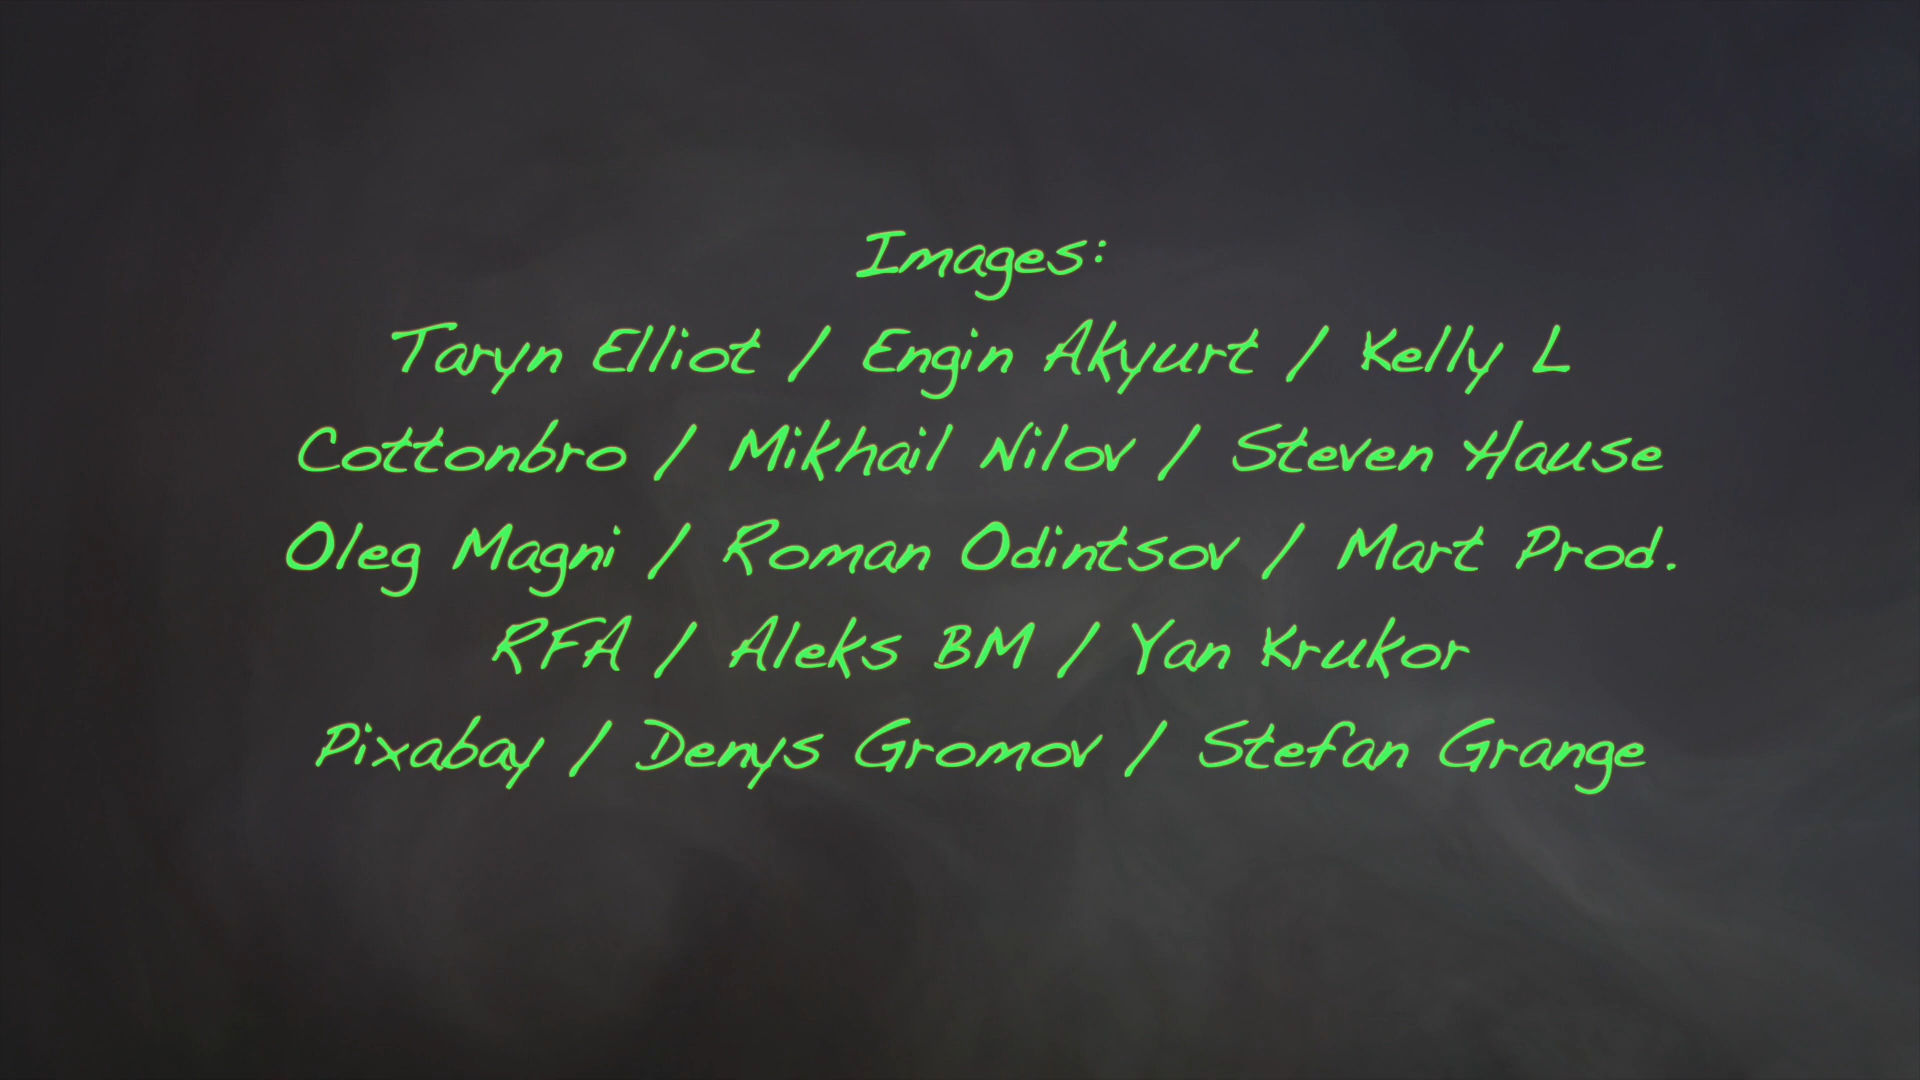 Images:
Taryn Elliot / Engin Akyurt / Kelly L
Cottonbro / Mikhail Nilov / Steven Hause
Oleg Magni / Roman Odintsov / Mart Prod.
RFA / Aleks BM / Yan Krukor
Pixabay / Denys Gromov / Stefan Grange